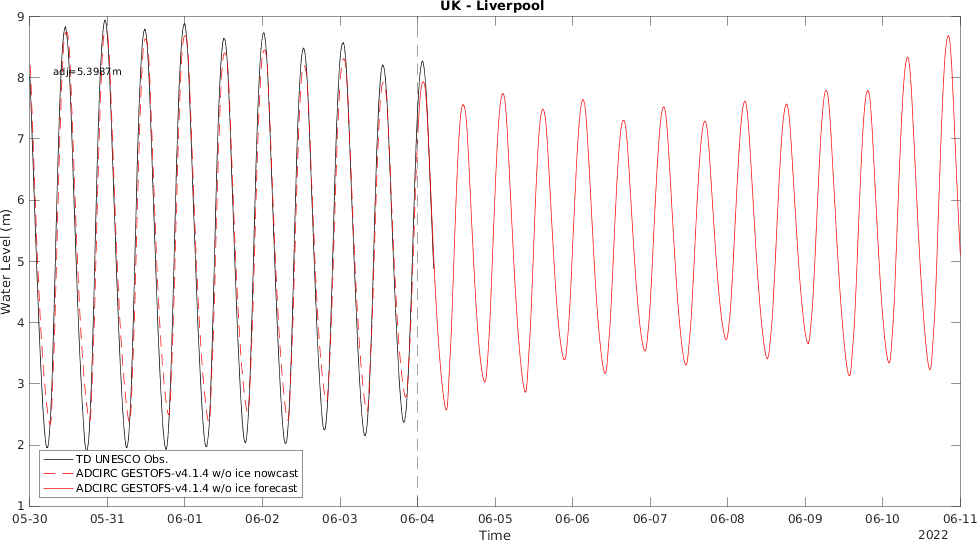 UK - Liverpool
adj=5.3987m
Water Level (m)
9
8
7
6
5
4
3
2
1
TD UNESCO Obs.
ADCIRC GESTOFS-v4.1.4 w/o ice nowcast
ADCIRC GESTOFS-v4.1.4 w/o ice forecast
05-30 05-31 06-01 06-02 06-03 06-04 06-05 06-06 06-07 06-08 06-09 06-10 06-11
Time
2022